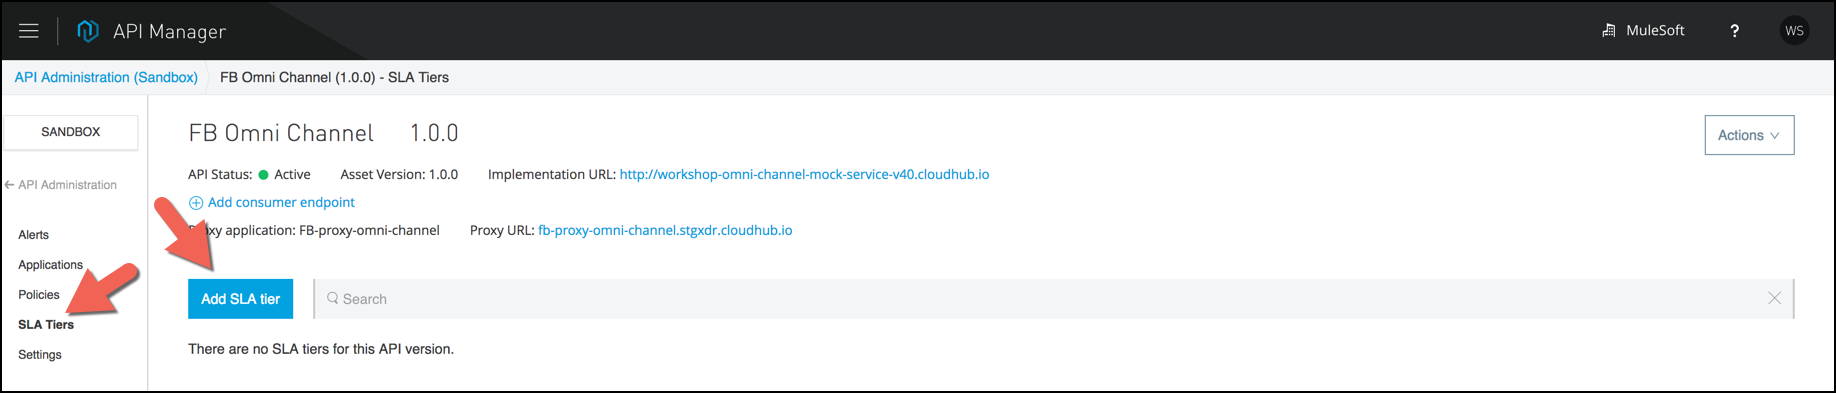 API Manager MuleSoft ? WS
API Administration (Sandbox) FB Omni Channel (1.0.0) - SLA Tiers
SANDBOX
API Administration
Alerts
Applications
Policies
SLA Tiers
Settings
FB Omni Channel 1.0.0
Actions
API Status: Active Asset Version: 1.0.0 Implementation URL: http://workshop-omni-channel-mock-service-v40.cloudhub.io
Add consumer endpoint
Proxy application: FB-proxy-omni-channel Proxy URL: fb-proxy-omni-channel.stgxdr.cloudhub.io
Add SLA tier Search
There are no SLA tiers for this API version.